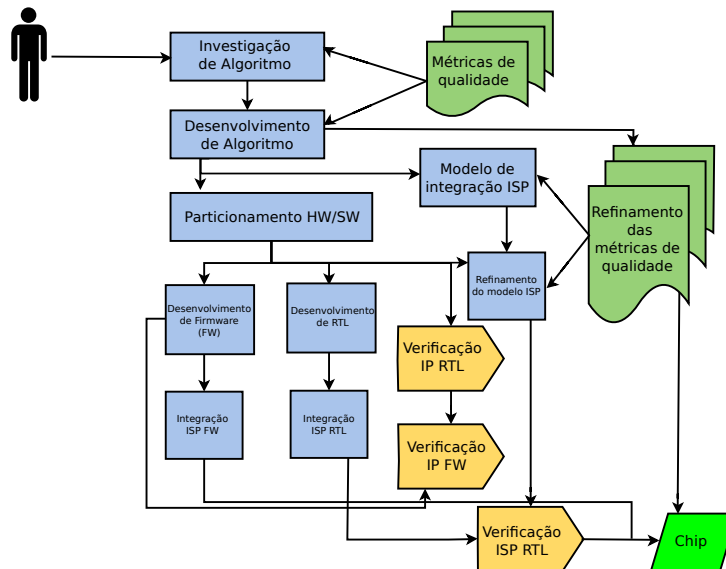 Investigação
de Algoritmo
Métricas de
qualidade
Desenvolvimento
de Algoritmo
Modelo de
integração ISP
Particionamento HW/SW
Refinamento
das
métricas de
qualidade
Refinamento
do modelo ISP
Desenvolvimento
de Firmware
(FW)
Desenvolvimento
de RTL
Verificação
IP RTL
Integração
ISP FW
Integração
ISP RTL
Verificação
IP FW
Verificação
ISP RTL
Chip